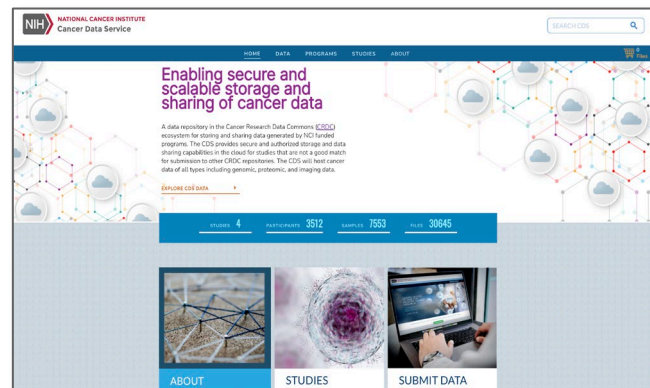 NIH NATIONAL CANCER INSTITUTE
Cancer Data Service
SEARCH CDS
HOME DATA PROGRAMS STUDIES ABOUT
0
Files
Enabling secure and
scalable storage and
sharing of cancer data
A data repository in the Cancer Research Data Commons (CRDC)
ecosystem for storing and sharing data generated by NCI funded
programs. The CDS provides secure and authorized storage and data
sharing capabilities in the cloud for studies that are not a good match
for submission to other CRDC repositories. The CDS will host cancer
data of all types including genomic, proteomic, and imaging data.
EXPLORE CDS DATA
STUDIES 4 PARTICIPANTS 3512 SAMPLES 7553 FILES 30645
ABOUT STUDIES SUBMIT DATA